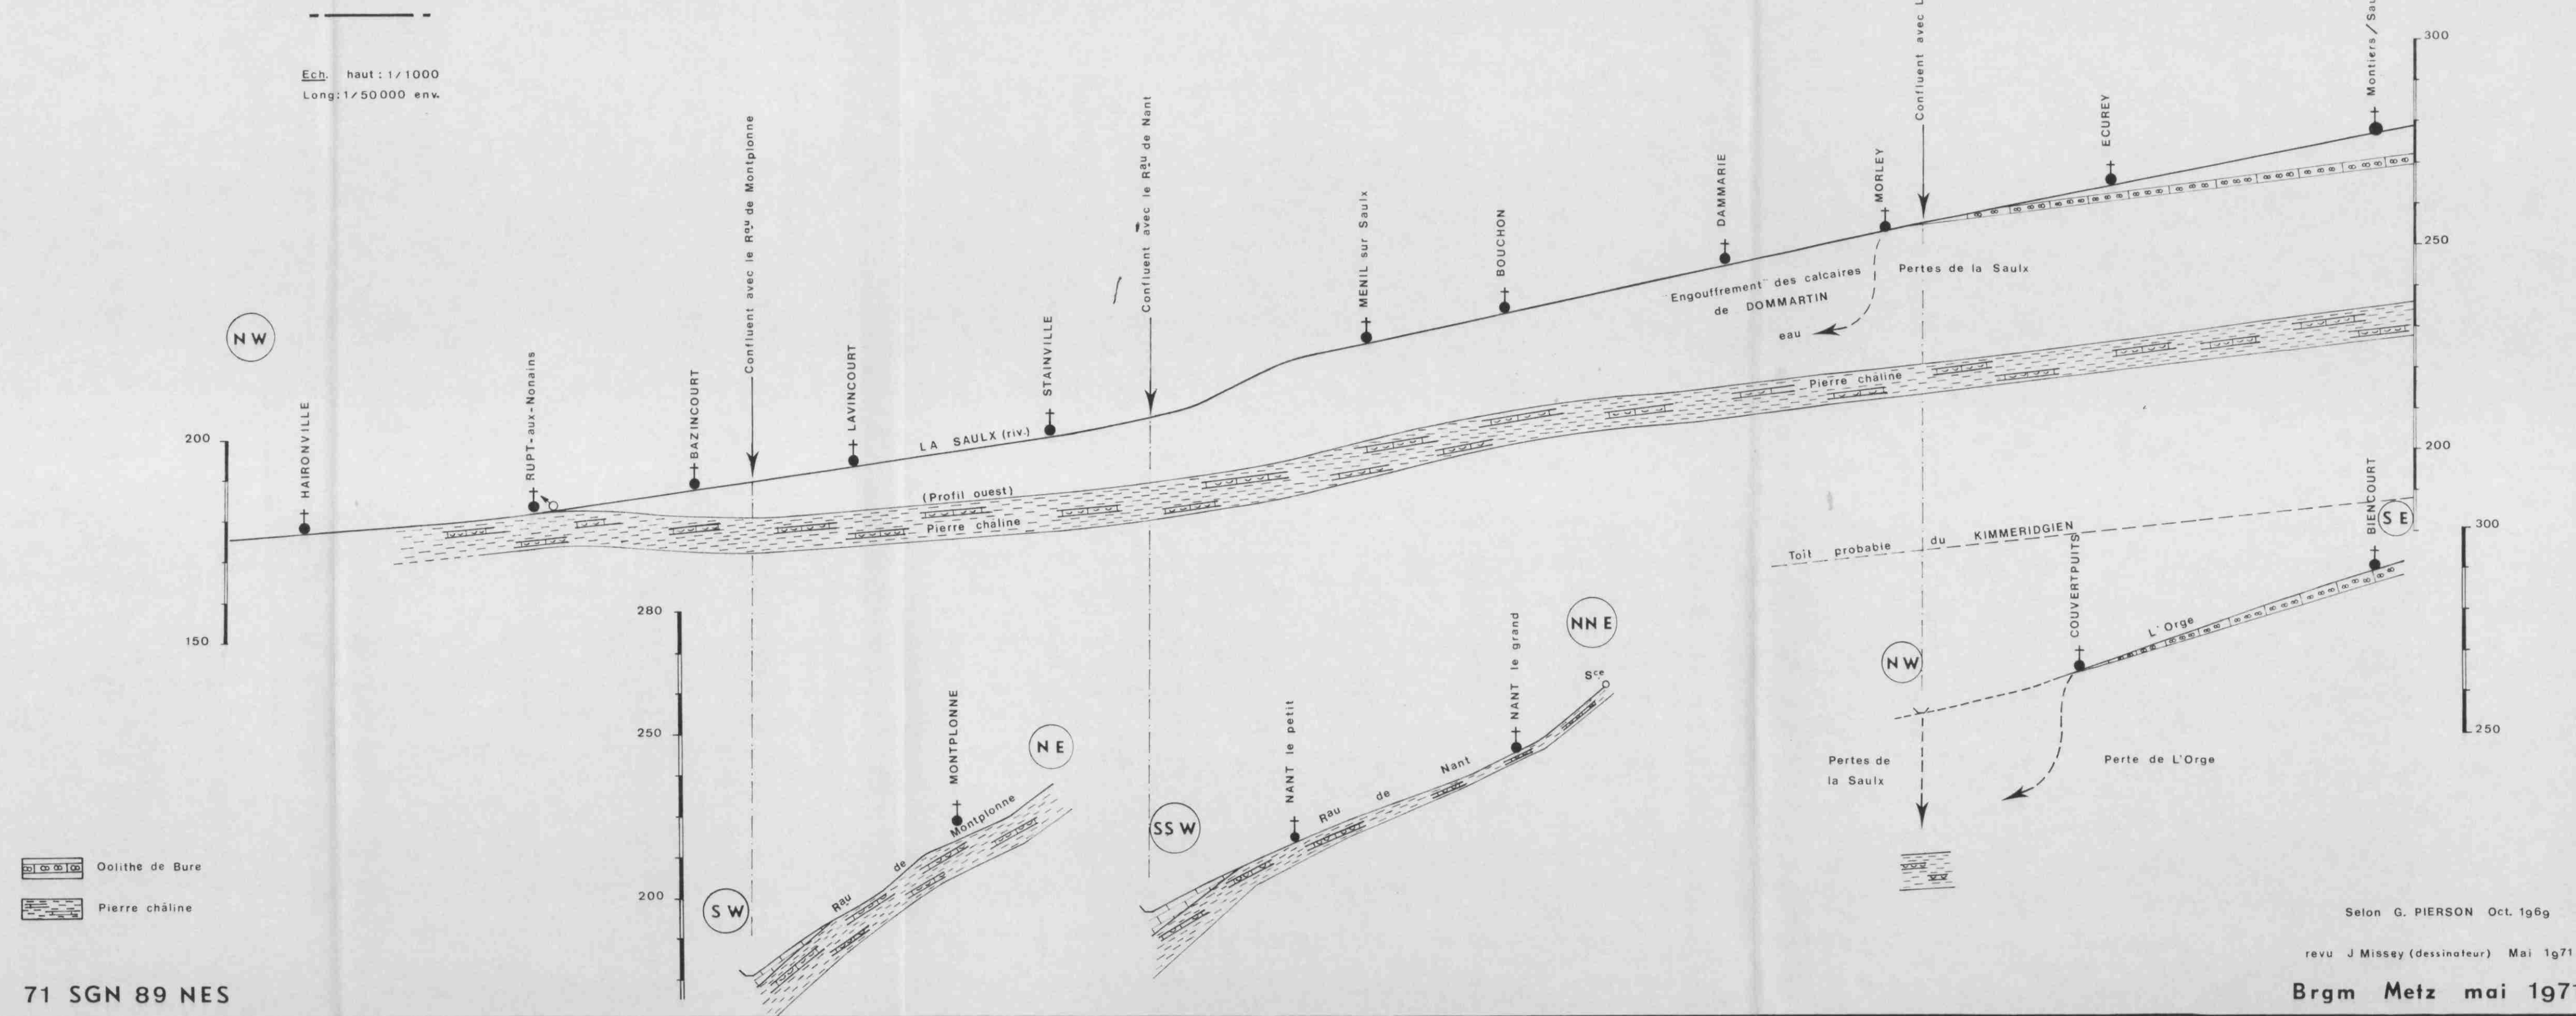 Ech. haut : 1/1000
Long: 1/50000 env.
NW
200
150
HAIRONVILLE
RUPT-aux-Nonains
BAZINCOURT
Confluent avec le Rau de Montplonne
LAVINCOURT
LA SAULX (riv.)
STAINVILLE
Confluent avec le Rau de Nant
MENIL sur Saulx
BOUCHON
DAMMARIE
MORLEY
Confluent avec L
ECUREY
Montiers/Sau
300
250
200
"Engouffrement" des calcaires
de DOMMARTIN
eau
Pertes de la Saulx
(Profil ouest)
Pierre châline
Pierre châline
Toît probable du KIMMERIDGIEN
SE
280
250
200
SW
Rau de Montplonne
MONTPLONNE
NE
SSW
NANT le petit
Rau de Nant
NANT le grand
Sce
NNE
NW
COUVERTPUITS
L'Orge
BIENCOURT
300
250
Pertes de
la Saulx
Perte de L'Orge
Oolithe de Bure
Pierre châline
71 SGN 89 NES
Selon G. PIERSON Oct. 1969
revu J Missey (dessinateur) Mai 1971
Brgm Metz mai 1971